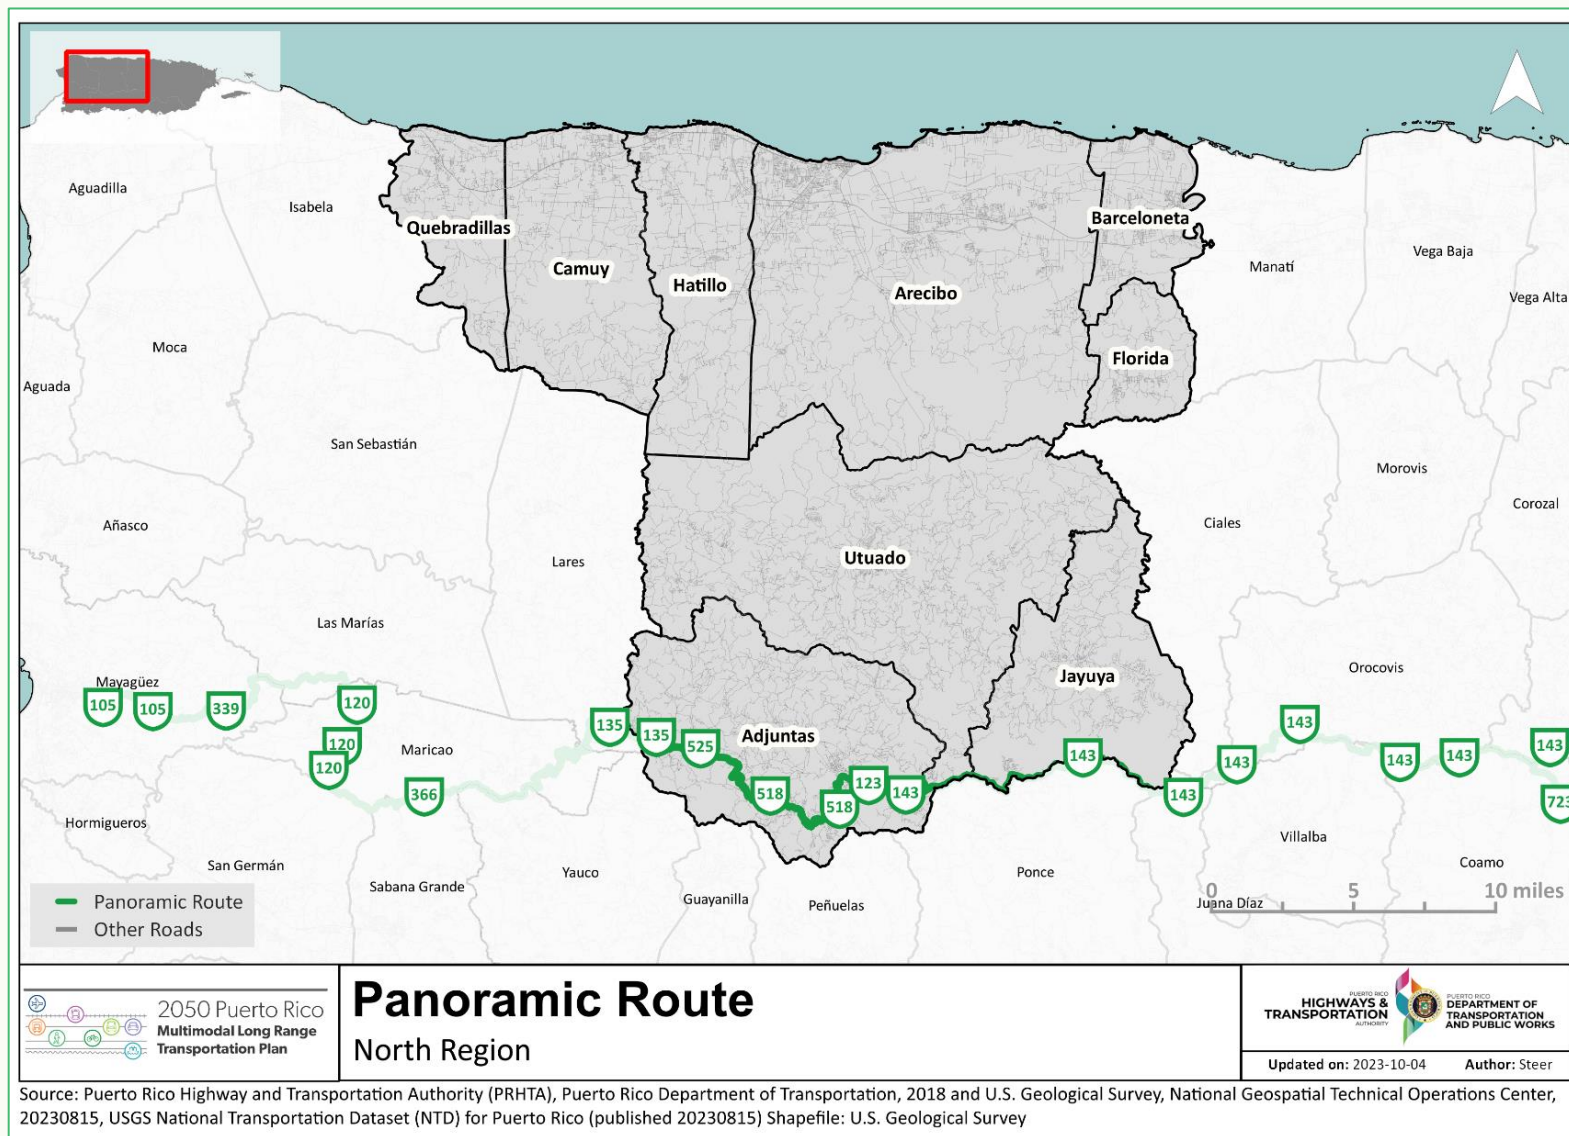 Aguadilla
Isabela
Quebradillas
Camuy
Hatillo
Arecibo
Barceloneta
Manatí
Vega Baja
Vega Alta
Moca
Aguada
Florida
San Sebastián
Morovis
Añasco
Corozal
Ciales
Lares
Utuado
Las Marías
Orocovis
Mayagüez
Jayuya
105
105
339
120
120
120
Maricao
366
135
135
525
Adjuntas
518
518
123
143
143
143
143
143
143
143
143
723
Hormigueros
San Germán
Sabana Grande
Yauco
Guayanilla
Peñuelas
Ponce
Villalba
Coamo
Juana Díaz
0 5 10 miles
Panoramic Route
Other Roads
2050 Puerto Rico
Multimodal Long Range
Transportation Plan
Panoramic Route
North Region
PUERTO RICO
HIGHWAYS &
TRANSPORTATION
AUTHORITY
PUERTO RICO
DEPARTMENT OF
TRANSPORTATION
AND PUBLIC WORKS
Updated on: 2023-10-04 Author: Steer
Source: Puerto Rico Highway and Transportation Authority (PRHTA), Puerto Rico Department of Transportation, 2018 and U.S. Geological Survey, National Geospatial Technical Operations Center,
20230815, USGS National Transportation Dataset (NTD) for Puerto Rico (published 20230815) Shapefile: U.S. Geological Survey